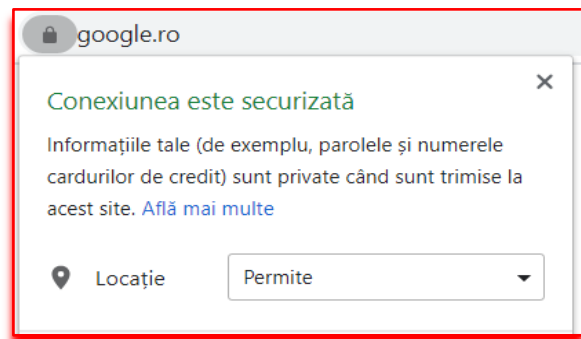 google.ro
Conexiunea este securizată
Informațiile tale (de exemplu, parolele și numerele
cardurilor de credit) sunt private când sunt trimise la
acest site. Află mai multe
Locație
Permite